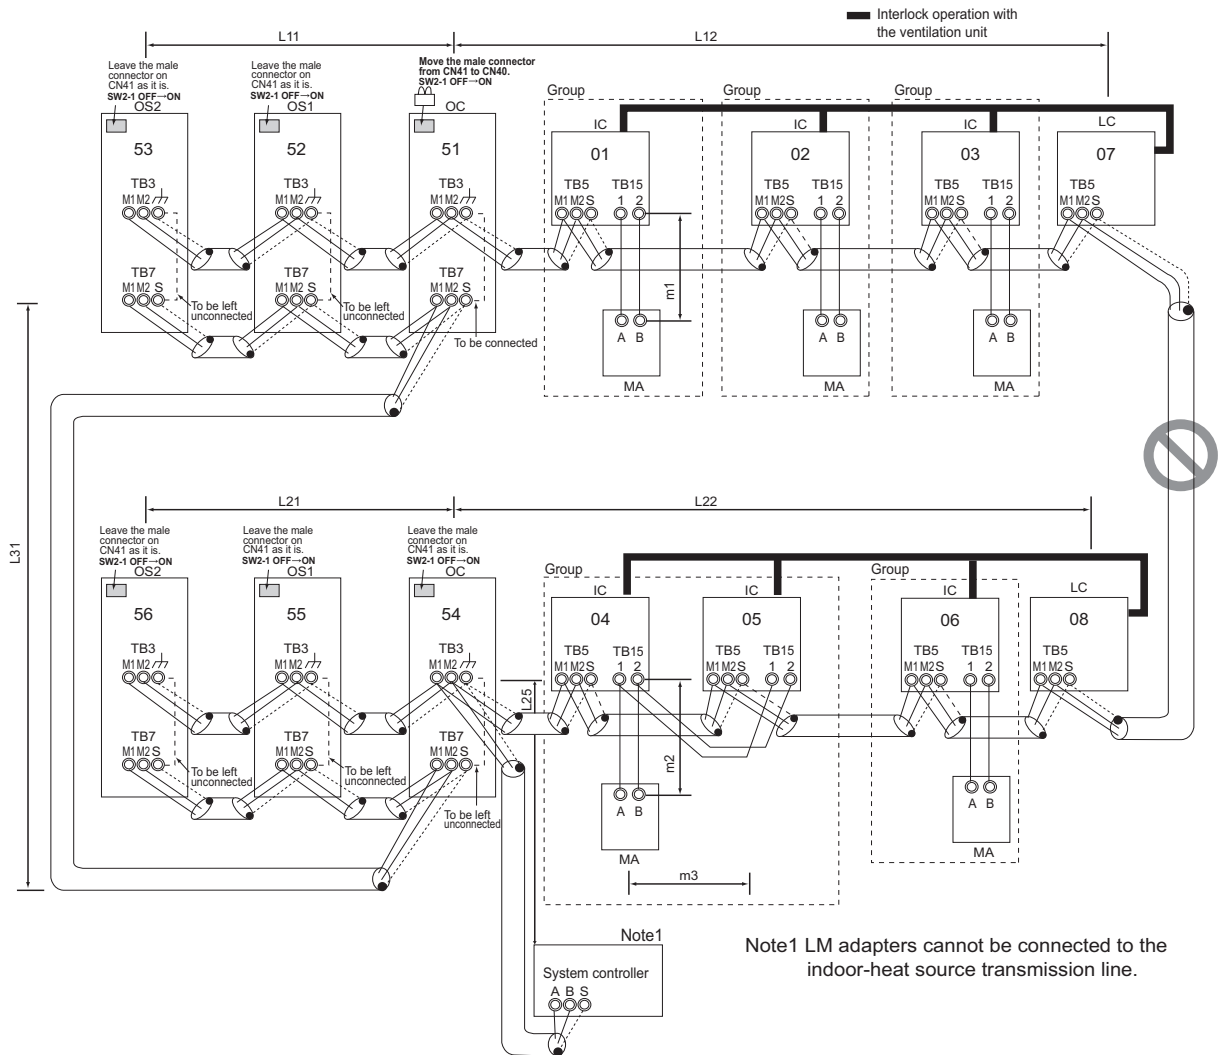 Interlock operation with
the ventilation unit
L11
L12
Leave the male
connector on
CN41 as it is.
SW2-1 OFF→ON
OS2
Leave the male
connector on
CN41 as it is.
SW2-1 OFF→ON
OS1
Move the male connector
from CN41 to CN40.
SW2-1 OFF→ON
OC
Group
Group
Group
IC
IC
IC
LC
53
52
51
01
02
03
07
TB3
TB3
TB3
TB5
TB15
TB5
TB15
TB5
TB15
TB5
M1M2
M1M2
M1M2
M1M2S
1 2
M1M2S
1 2
M1M2S
1 2
M1M2S
TB7
TB7
TB7
M1M2 S
M1M2 S
M1M2 S
To be left
unconnected
To be left
unconnected
To be connected
m1
A B
A B
A B
MA
MA
MA
L31
L21
L22
Leave the male
connector on
CN41 as it is.
SW2-1 OFF→ON
OS2
Leave the male
connector on
CN41 as it is.
SW2-1 OFF→ON
OS1
Leave the male
connector on
CN41 as it is.
SW2-1 OFF→ON
OC
Group
Group
IC
IC
IC
LC
56
55
54
04
05
06
08
TB3
TB3
TB3
TB5
TB15
TB5
TB15
TB5
TB15
TB5
M1M2
M1M2
M1M2
M1M2S
1 2
M1M2S
1 2
M1M2S
1 2
M1M2S
L25
TB7
TB7
TB7
M1M2 S
M1M2 S
M1M2 S
To be left
unconnected
To be left
unconnected
To be left
unconnected
m2
A B
A B
MA
MA
m3
Note1
System controller
A B S
Note1 LM adapters cannot be connected to the
indoor-heat source transmission line.